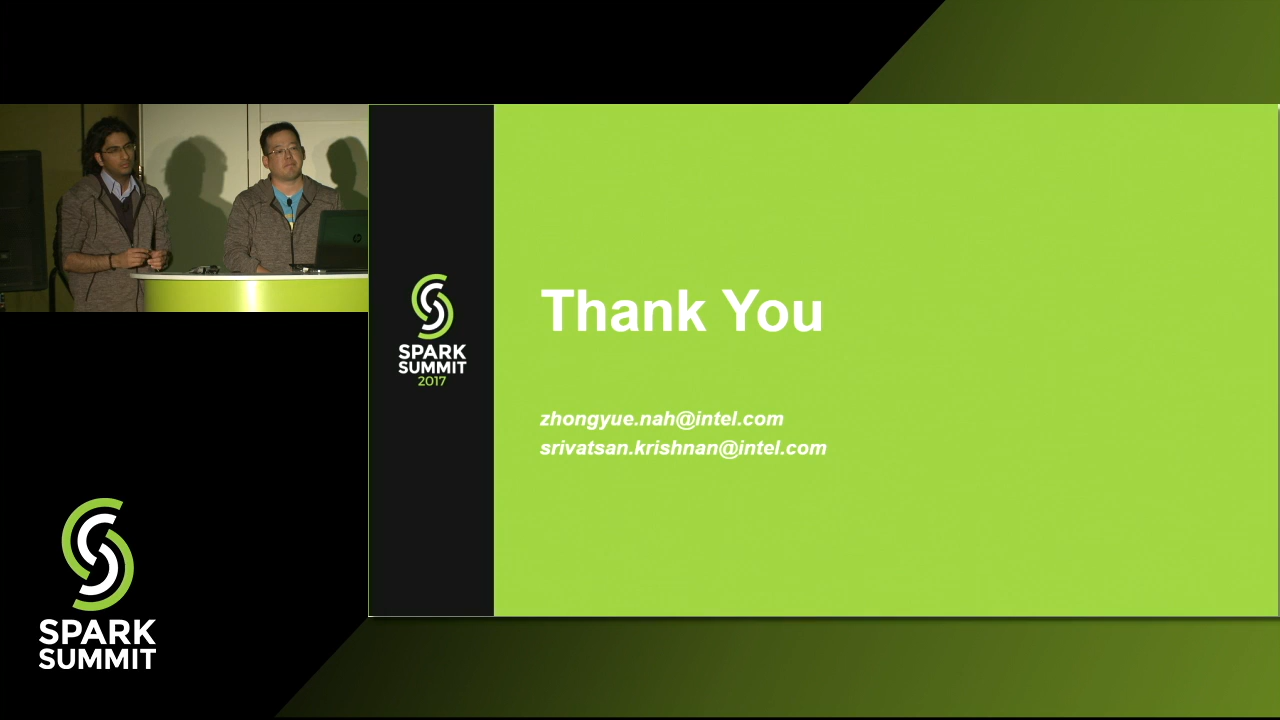 SPARK
SUMMIT
2017
Thank You
zhongyue.nah@intel.com
srivatsan.krishnan@intel.com
SPARK
SUMMIT